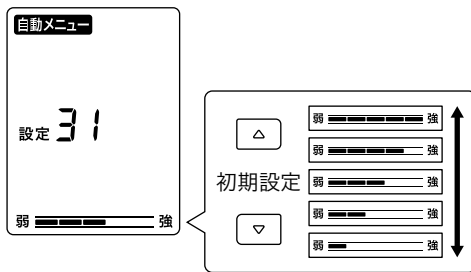 自動メニュー
設定 31
弱 強
弱 強
弱 強
初期設定 弱 強
弱 強
弱 強